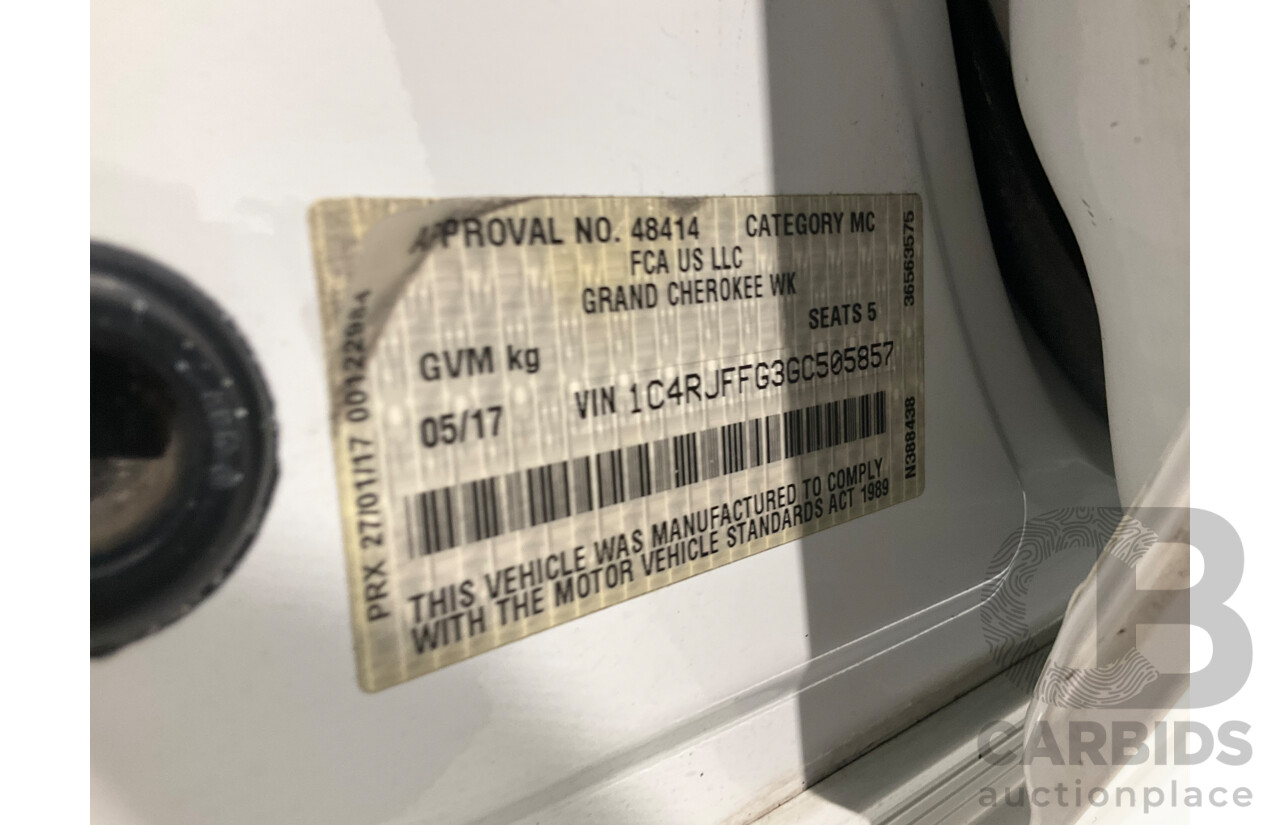 APPROVAL NO. 48414 CATEGORY MC
FCA US LLC
GRAND CHEROKEE WK
SEATS 5
GVM kg
05/17 VIN 1C4RJFFG3GC505857
THIS VEHICLE WAS MANUFACTURED TO COMPLY
WITH THE MOTOR VEHICLE STANDARDS ACT 1989
PRX 27/01/17 00122984
N388438 36563575
CB
CARBIDS
auctionplace